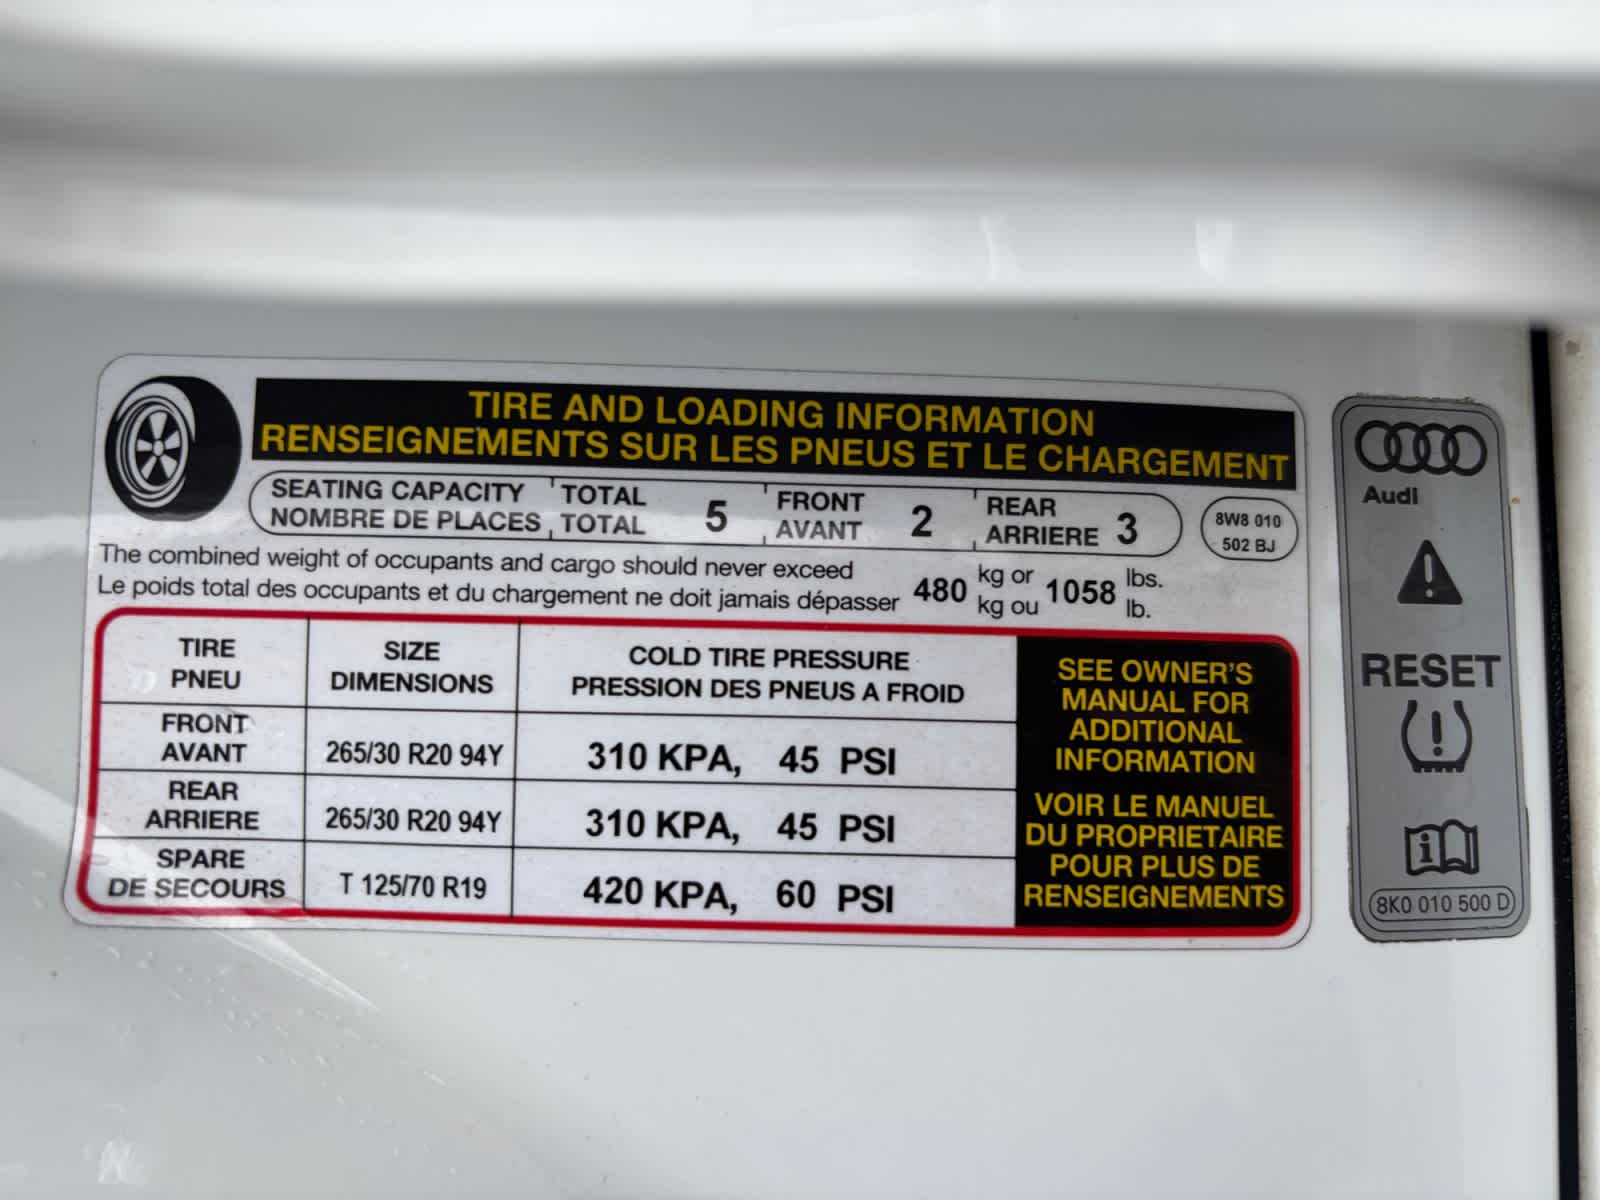 TIRE AND LOADING INFORMATION
RENSEIGNEMENTS SUR LES PNEUS ET LE CHARGEMENT
SEATING CAPACITY TOTAL 5 FRONT 2 REAR 3
NOMBRE DE PLACES TOTAL AVANT ARRIERE
8W8 010
502 BJ
The combined weight of occupants and cargo should never exceed 480 kg or 1058 lbs.
Le poids total des occupants et du chargement ne doit jamais dépasser kg ou lb.
TIRE SIZE COLD TIRE PRESSURE
PNEU DIMENSIONS PRESSION DES PNEUS A FROID
FRONT
AVANT 265/30 R20 94Y 310 KPA, 45 PSI
REAR
ARRIERE 265/30 R20 94Y 310 KPA, 45 PSI
SPARE
DE SECOURS T 125/70 R19 420 KPA, 60 PSI
SEE OWNER'S
MANUAL FOR
ADDITIONAL
INFORMATION
VOIR LE MANUEL
DU PROPRIETAIRE
POUR PLUS DE
RENSEIGNEMENTS
Audi
RESET
8K0 010 500 D